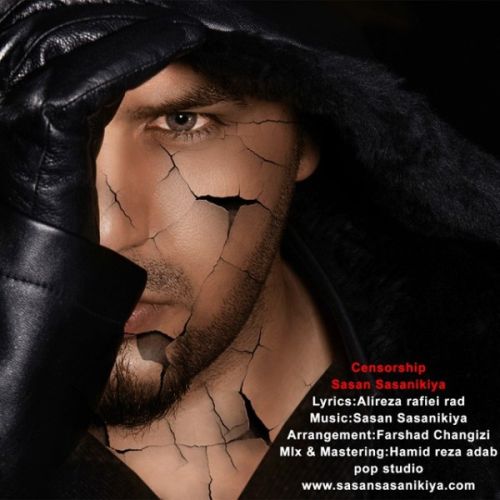 Censorship
Sasan Sasanikiya
Lyrics:Alireza rafiei rad
Music:Sasan Sasanikiya
Arrangement:Farshad Changizi
MIx & Mastering:Hamid reza adab
pop studio
www.sasansasanikiya.com